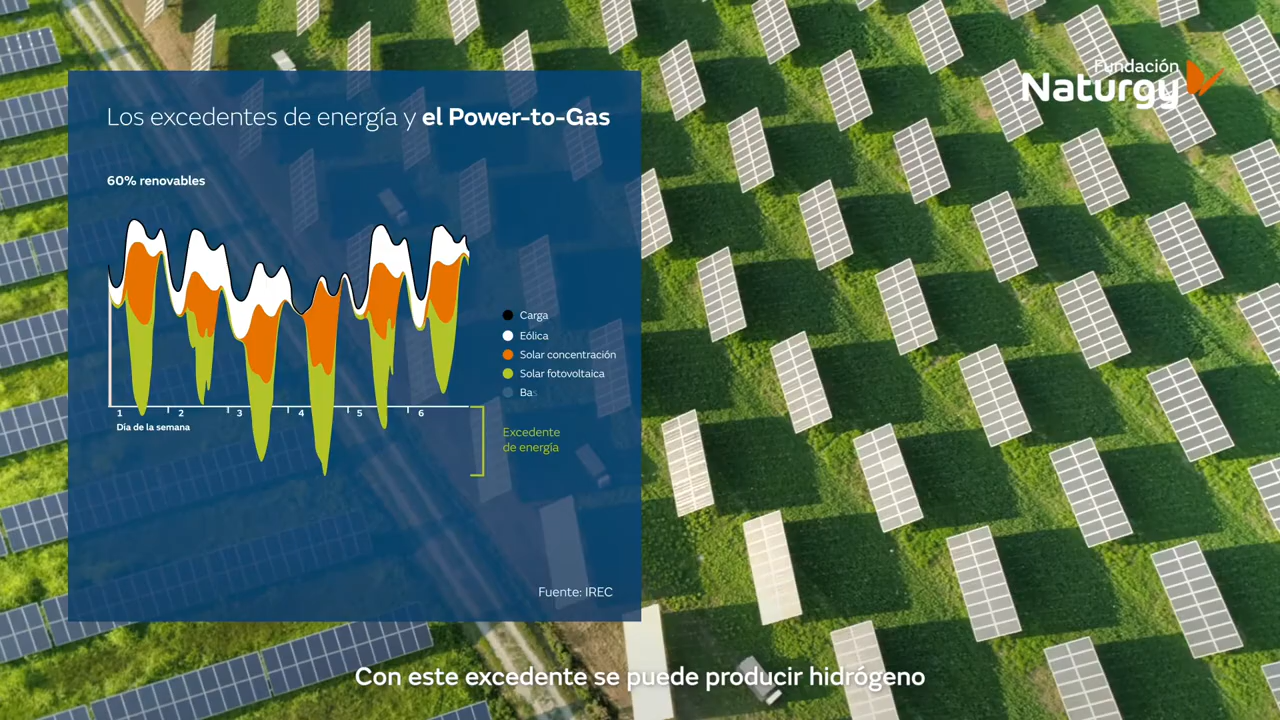 Fundación
Naturgy
Los excedentes de energía y el Power-to-Gas
60% renovables
Carga
Eólica
Solar concentración
Solar fotovoltaica
Bas
1 2 3 4 5 6
Día de la semana
Excedente
de energía
Fuente: IREC
Con este excedente se puede producir hidrógeno